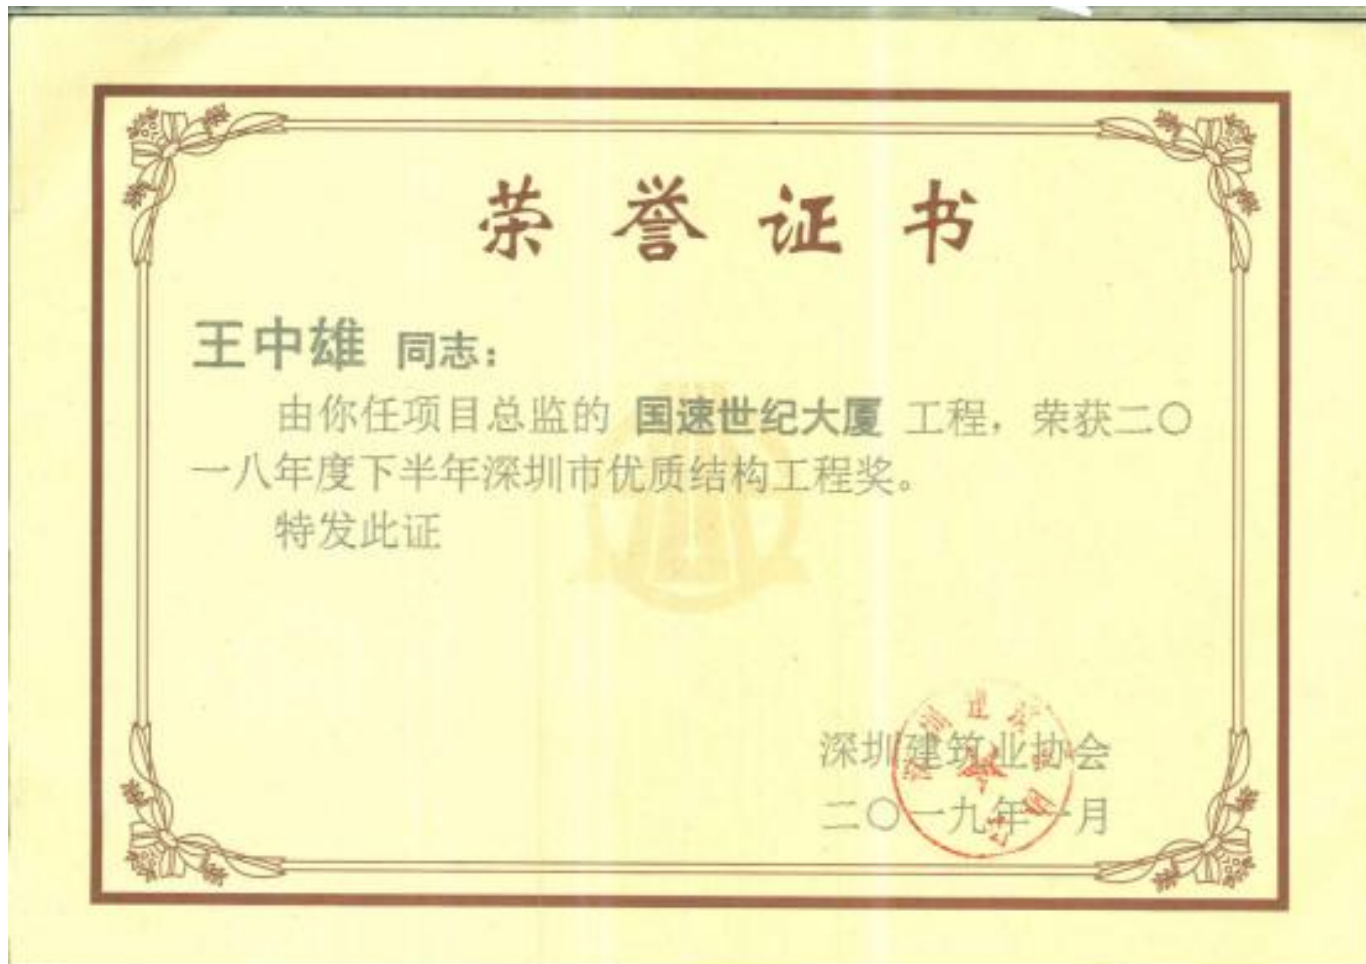 荣誉证书
王中雄 同志：
由你任项目总监的 国速世纪大厦 工程，荣获二〇
一八年度下半年深圳市优质结构工程奖。
特发此证
深圳建筑业协会
二〇一九年一月